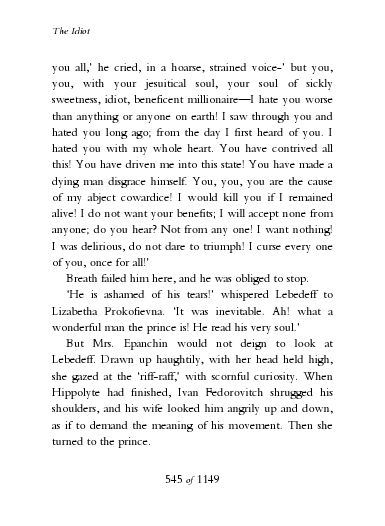 The Idiot
you all,' he cried, in a hoarse, strained voice-' but you,
you, with your jesuitical soul, your soul of sickly
sweetness, idiot, beneficent millionaire—I hate you worse
than anything or anyone on earth! I saw through you and
hated you long ago; from the day I first heard of you. I
hated you with my whole heart. You have contrived all
this! You have driven me into this state! You have made a
dying man disgrace himself. You, you, you are the cause
of my abject cowardice! I would kill you if I remained
alive! I do not want your benefits; I will accept none from
anyone; do you hear? Not from any one! I want nothing!
I was delirious, do not dare to triumph! I curse every one
of you, once for all!'
Breath failed him here, and he was obliged to stop.
'He is ashamed of his tears!' whispered Lebedeff to
Lizabetha Prokofievna. 'It was inevitable. Ah! what a
wonderful man the prince is! He read his very soul.'
But Mrs. Epanchin would not deign to look at
Lebedeff. Drawn up haughtily, with her head held high,
she gazed at the 'riff-raff,' with scornful curiosity. When
Hippolyte had finished, Ivan Fedorovitch shrugged his
shoulders, and his wife looked him angrily up and down,
as if to demand the meaning of his movement. Then she
turned to the prince.
545 of 1149